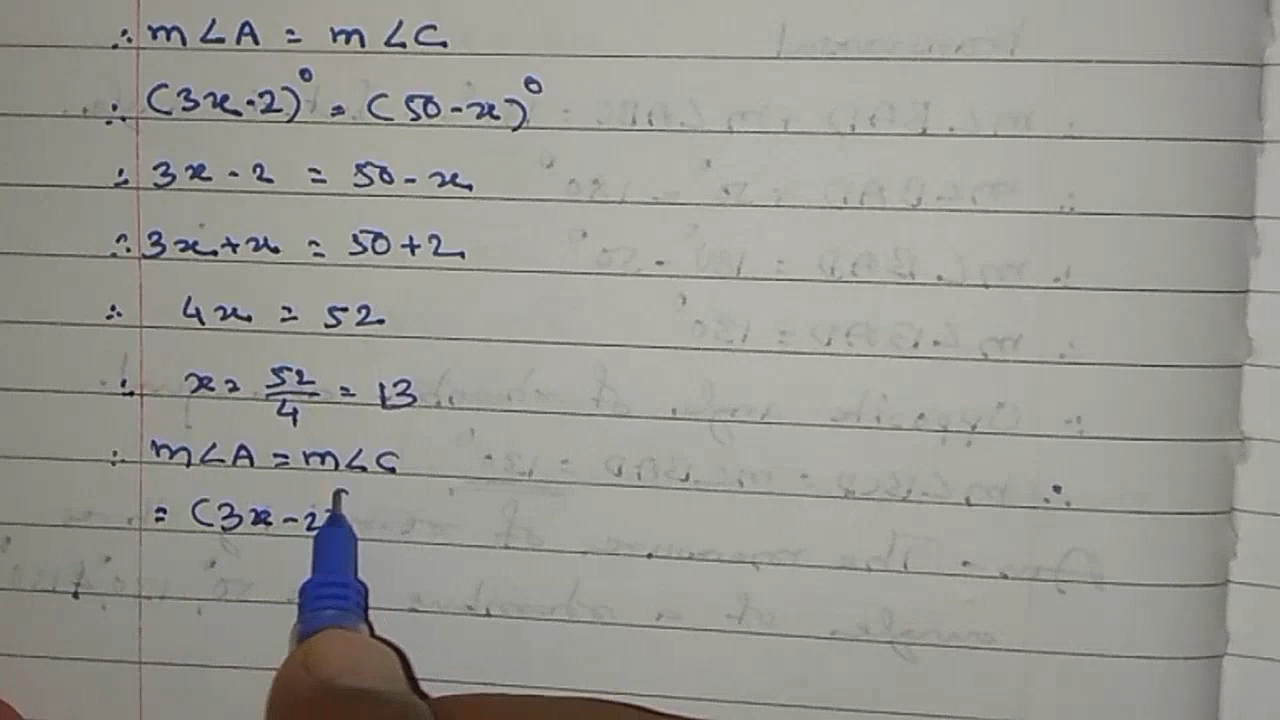 ∴ m∠A = m∠C
∴ (3x - 2)° = (50 - x)°
∴ 3x - 2 = 50 - x
∴ 3x + x = 50 + 2
∴ 4x = 52
∴ x = 52/4 = 13
∴ m∠A = m∠C
= (3x - 2)